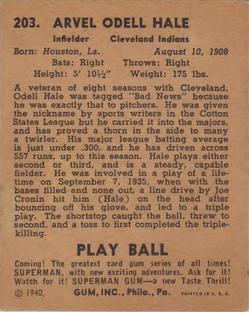 203. ARVEL ODELL HALE
Infielder Cleveland Indians
Born: Houston, La. August 10, 1908
Bats: Right Throws: Right
Height: 5' 10½" Weight: 175 lbs.
A veteran of eight seasons with Cleveland,
Odell Hale was tagged "Bad News" because
he was exactly that to pitchers. He was given
the nickname by sports writers in the Cotton
States League but he carried it into the majors,
and has proved a thorn in the side to many
a twirler. His major league batting average
is just under .300, and he has driven across
557 runs, up to this season. Hale plays either
second or third, and is a steady, capable
fielder. He was involved in a play in the
game of September 7, 1935, when with the
bases filled and none out, a line drive by Joe
Cronin hit him (Hale) on the head after
bouncing off his glove, and led to a triple
play. The shortstop caught the ball, threw to
second, and a toss to first completed the triple-
killing.
PLAY BALL
Coming! The greatest card gum series of all times!
SUPERMAN, with new exciting adventures. Ask for it!
Watch for it! SUPERMAN GUM—a new Taste Thrill!
© 1940, GUM, INC., Phila., Pa. PRINTED IN U. S. A.